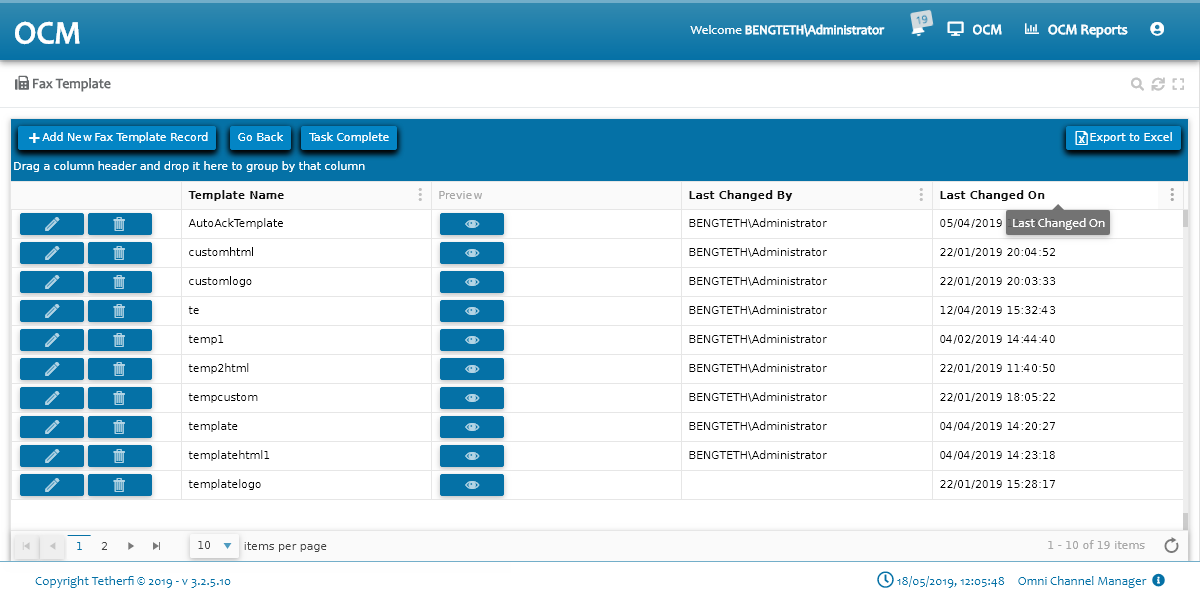 OCM
Welcome BENGTETH\Administrator
19
OCM
OCM Reports
Fax Template
Add New Fax Template Record
Go Back
Task Complete
Export to Excel
Drag a column header and drop it here to group by that column
Template Name Preview Last Changed By Last Changed On
AutoAckTemplate BENGTETH\Administrator 05/04/2019
Last Changed On
customhtml BENGTETH\Administrator 22/01/2019 20:04:52
customlogo BENGTETH\Administrator 22/01/2019 20:03:33
te BENGTETH\Administrator 12/04/2019 15:32:43
temp1 BENGTETH\Administrator 04/02/2019 14:44:40
temp2html BENGTETH\Administrator 22/01/2019 11:40:50
tempcustom BENGTETH\Administrator 22/01/2019 18:05:22
template BENGTETH\Administrator 04/04/2019 14:20:27
templatehtml1 BENGTETH\Administrator 04/04/2019 14:23:18
templatelogo 22/01/2019 15:28:17
1 2 10 items per page 1 - 10 of 19 items
Copyright Tetherfi © 2019 - v 3.2.5.10
18/05/2019, 12:05:48 Omni Channel Manager